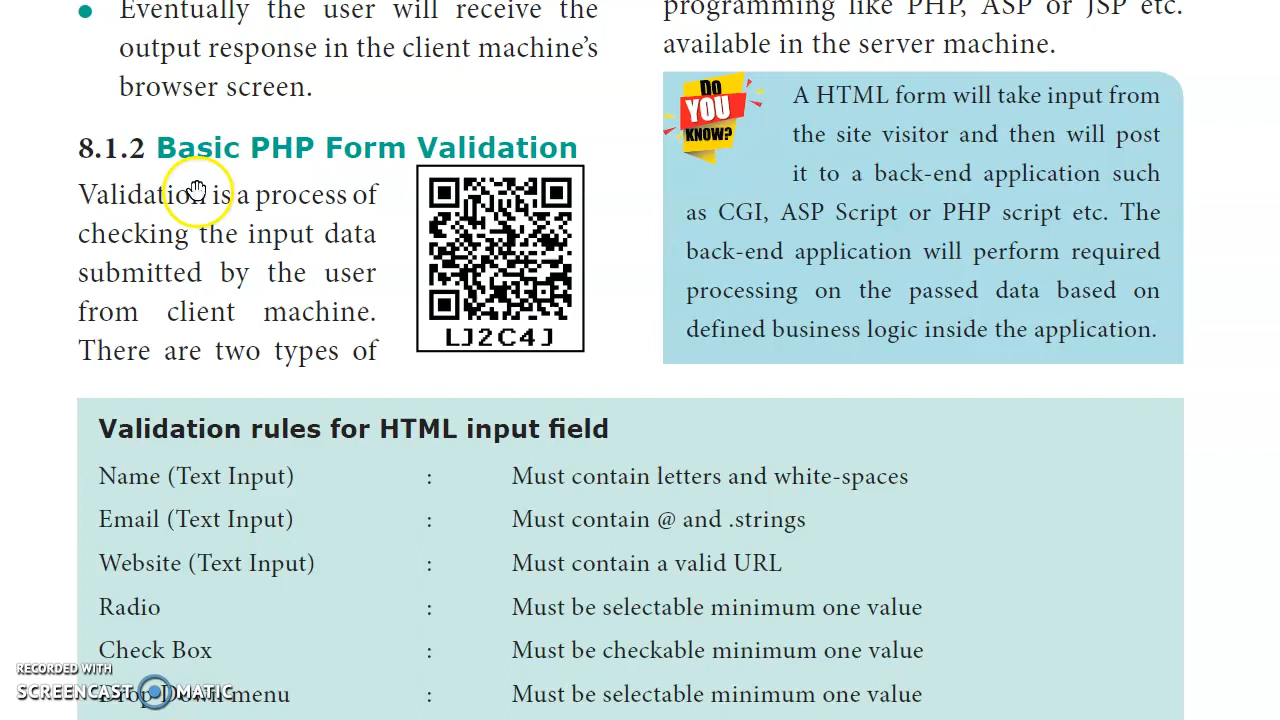 Eventually the user will receive the
output response in the client machine's
browser screen.
8.1.2 Basic PHP Form Validation
Validation is a process of
checking the input data
submitted by the user
from client machine.
There are two types of
LJ2C4J
programming like PHP, ASP or JSP etc.
available in the server machine.
DO
YOU
KNOW?
A HTML form will take input from
the site visitor and then will post
it to a back-end application such
as CGI, ASP Script or PHP script etc. The
back-end application will perform required
processing on the passed data based on
defined business logic inside the application.
Validation rules for HTML input field
Name (Text Input) : Must contain letters and white-spaces
Email (Text Input) : Must contain @ and .strings
Website (Text Input) : Must contain a valid URL
Radio : Must be selectable minimum one value
Check Box : Must be checkable minimum one value
Drop Down menu : Must be selectable minimum one value
RECORDED WITH
SCREENCAST MATIC